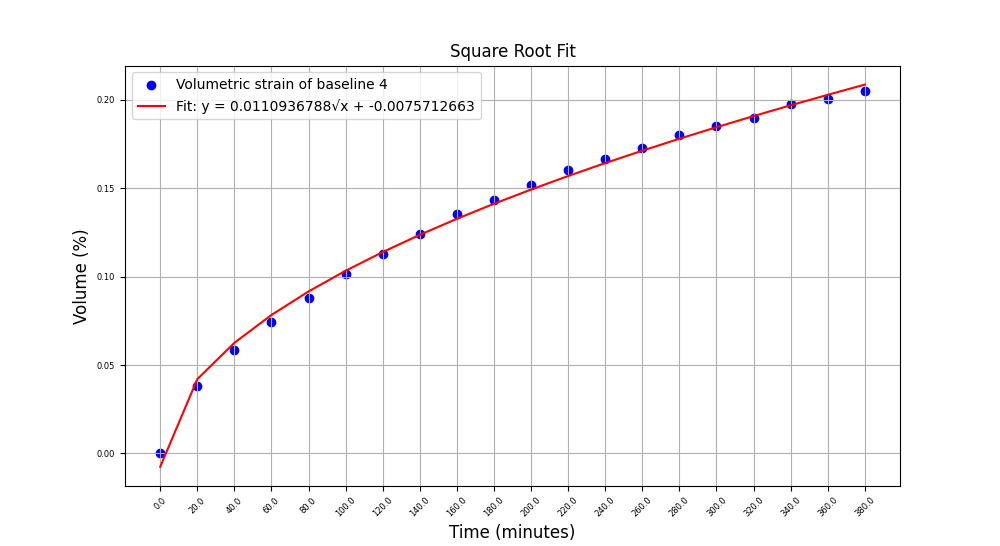 Square Root Fit
Volumetric strain of baseline 4
Fit: y = 0.0110936788√x + -0.0075712663
0.20
0.15
0.10
0.05
0.00
Volume (%)
0.0 20.0 40.0 60.0 80.0 100.0 120.0 140.0 160.0 180.0 200.0 220.0 240.0 260.0 280.0 300.0 320.0 340.0 360.0 380.0
Time (minutes)